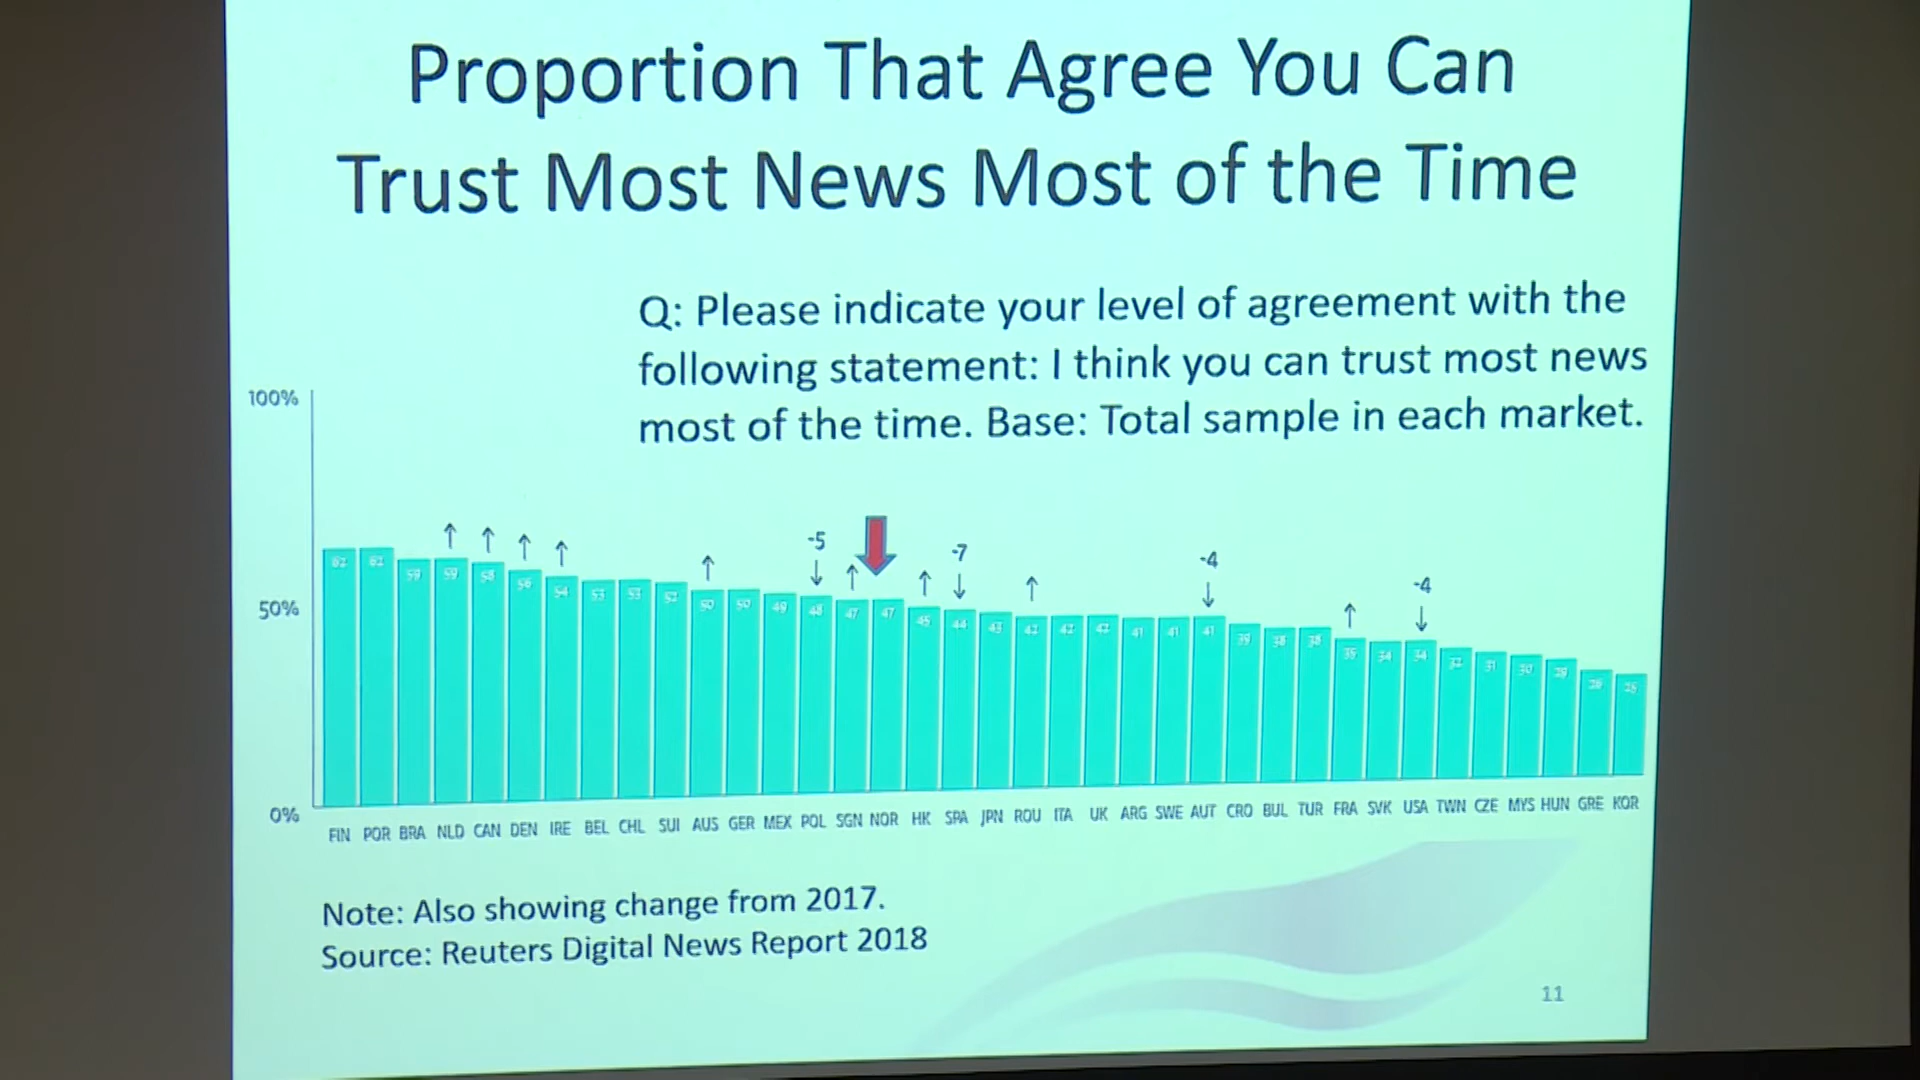 Proportion That Agree You Can
Trust Most News Most of the Time
Q: Please indicate your level of agreement with the
following statement: I think you can trust most news
most of the time. Base: Total sample in each market.
100%
50%
0%
-5
-7
-4
-4
62 62 59 59 58 56 54 53 53 52 50 50 49 48 47 47 45 44 43 42 42 42 41 41 41 39 38 38 35 34 34 32 31 30 29 26 25
FIN POR BRA NLD CAN DEN IRE BEL CHL SUI AUS GER MEX POL SGN NOR HK SPA JPN ROU ITA UK ARG SWE AUT CRO BUL TUR FRA SVK USA TWN CZE MYS HUN GRE KOR
Note: Also showing change from 2017.
Source: Reuters Digital News Report 2018
11